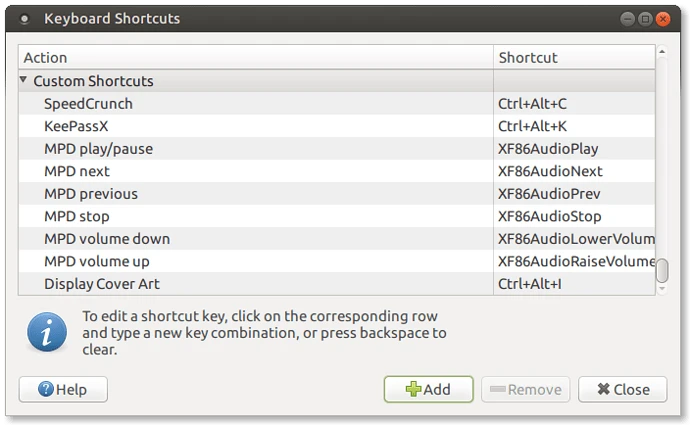 Keyboard Shortcuts
Action Shortcut
Custom Shortcuts
SpeedCrunch Ctrl+Alt+C
KeePassX Ctrl+Alt+K
MPD play/pause XF86AudioPlay
MPD next XF86AudioNext
MPD previous XF86AudioPrev
MPD stop XF86AudioStop
MPD volume down XF86AudioLowerVolum
MPD volume up XF86AudioRaiseVolume
Display Cover Art Ctrl+Alt+I
To edit a shortcut key, click on the corresponding row
and type a new key combination, or press backspace to
clear.
Help Add Remove Close